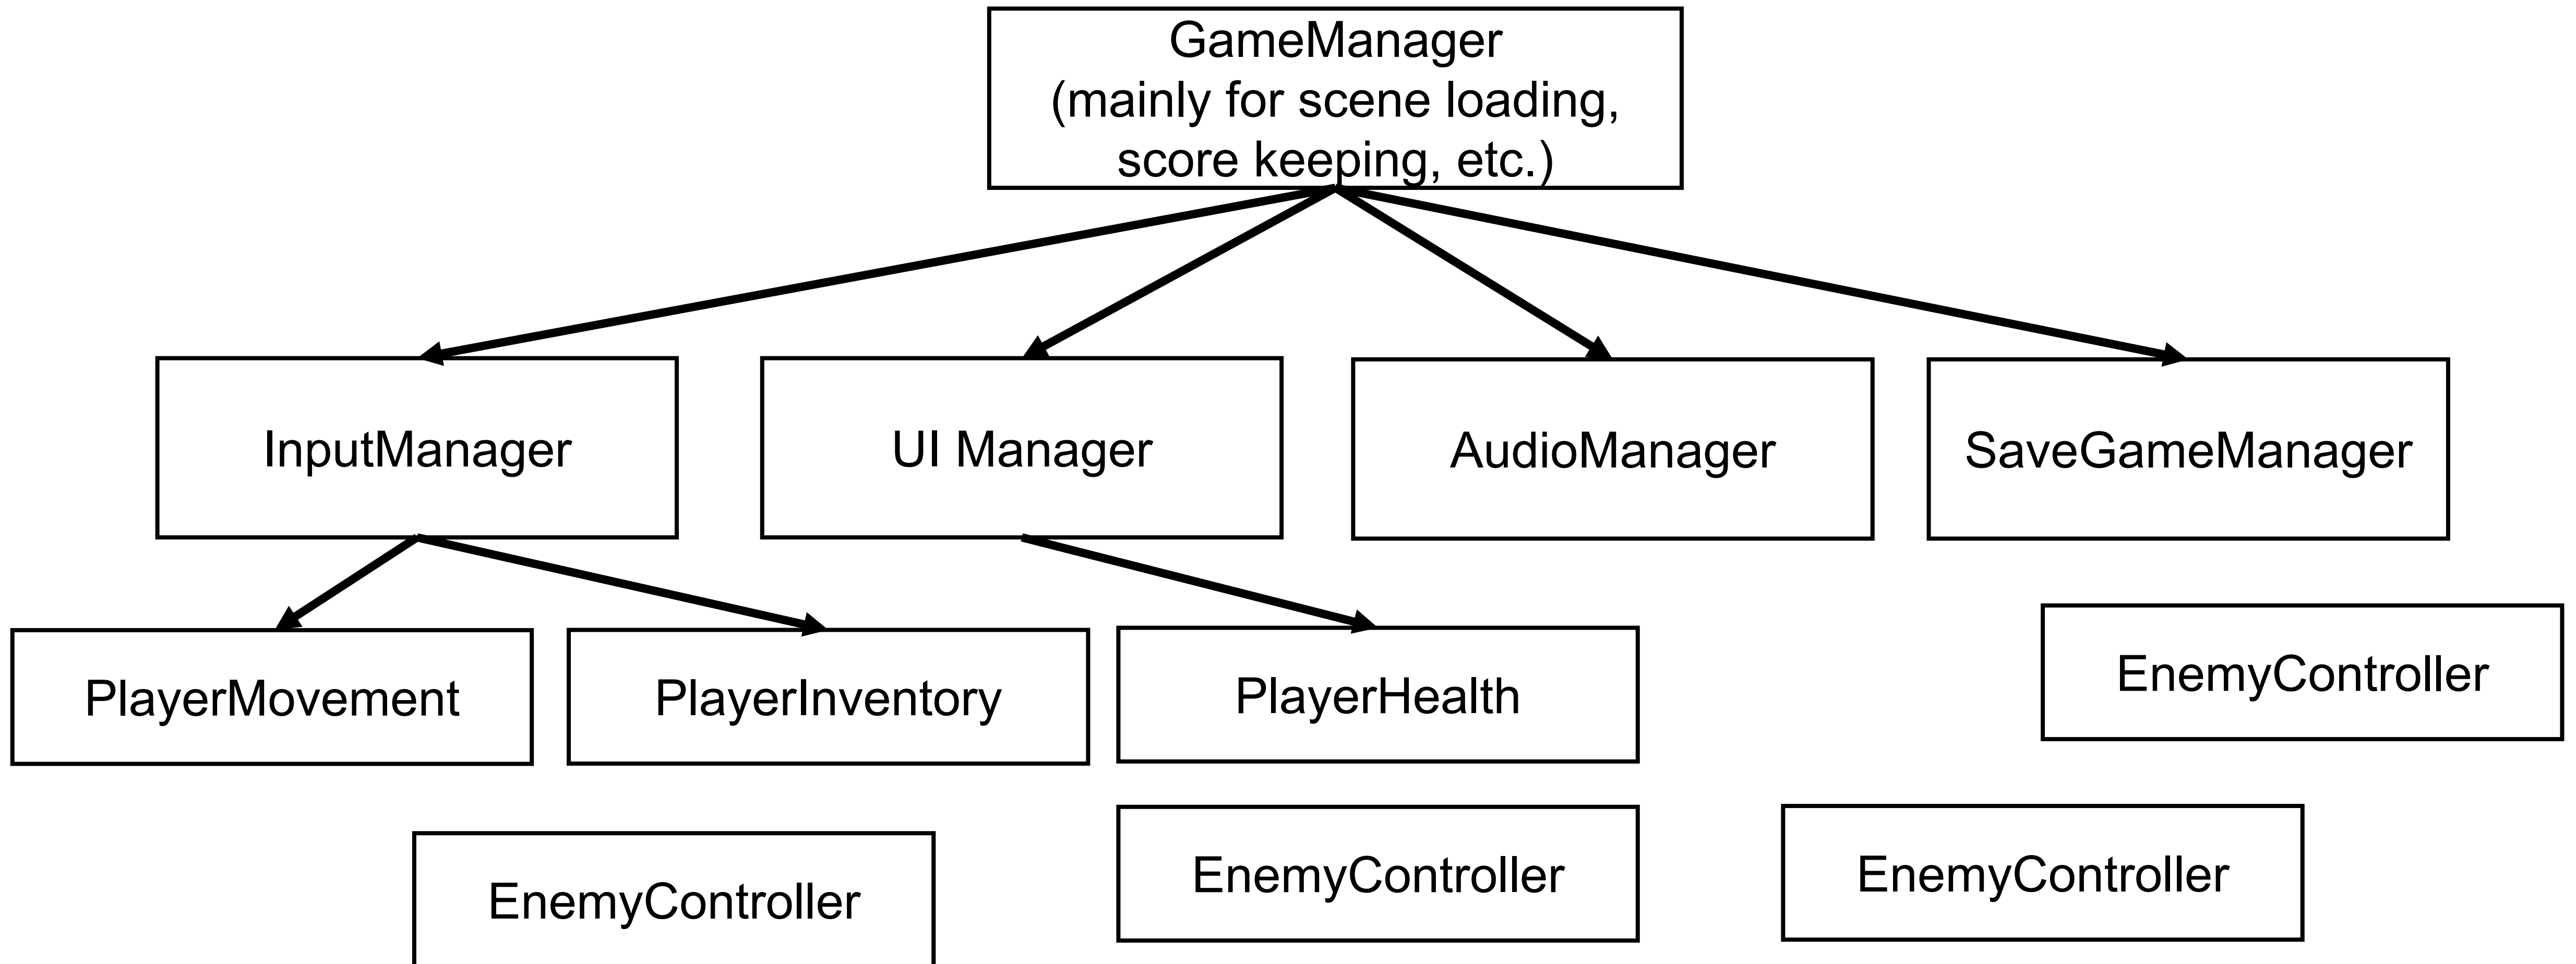 GameManager
(mainly for scene loading,
score keeping, etc.)
InputManager
UI Manager
AudioManager
SaveGameManager
PlayerMovement
PlayerInventory
PlayerHealth
EnemyController
EnemyController
EnemyController
EnemyController